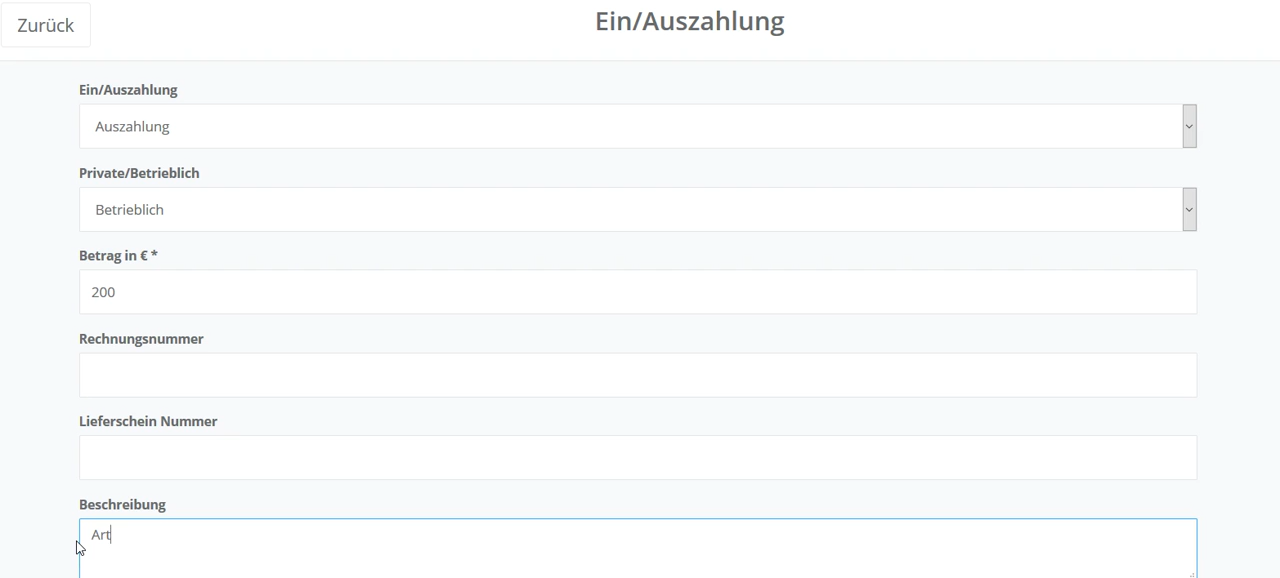 Zurück
Ein/Auszahlung
Ein/Auszahlung
Auszahlung
Private/Betrieblich
Betrieblich
Betrag in € *
200
Rechnungsnummer
Lieferschein Nummer
Beschreibung
Art